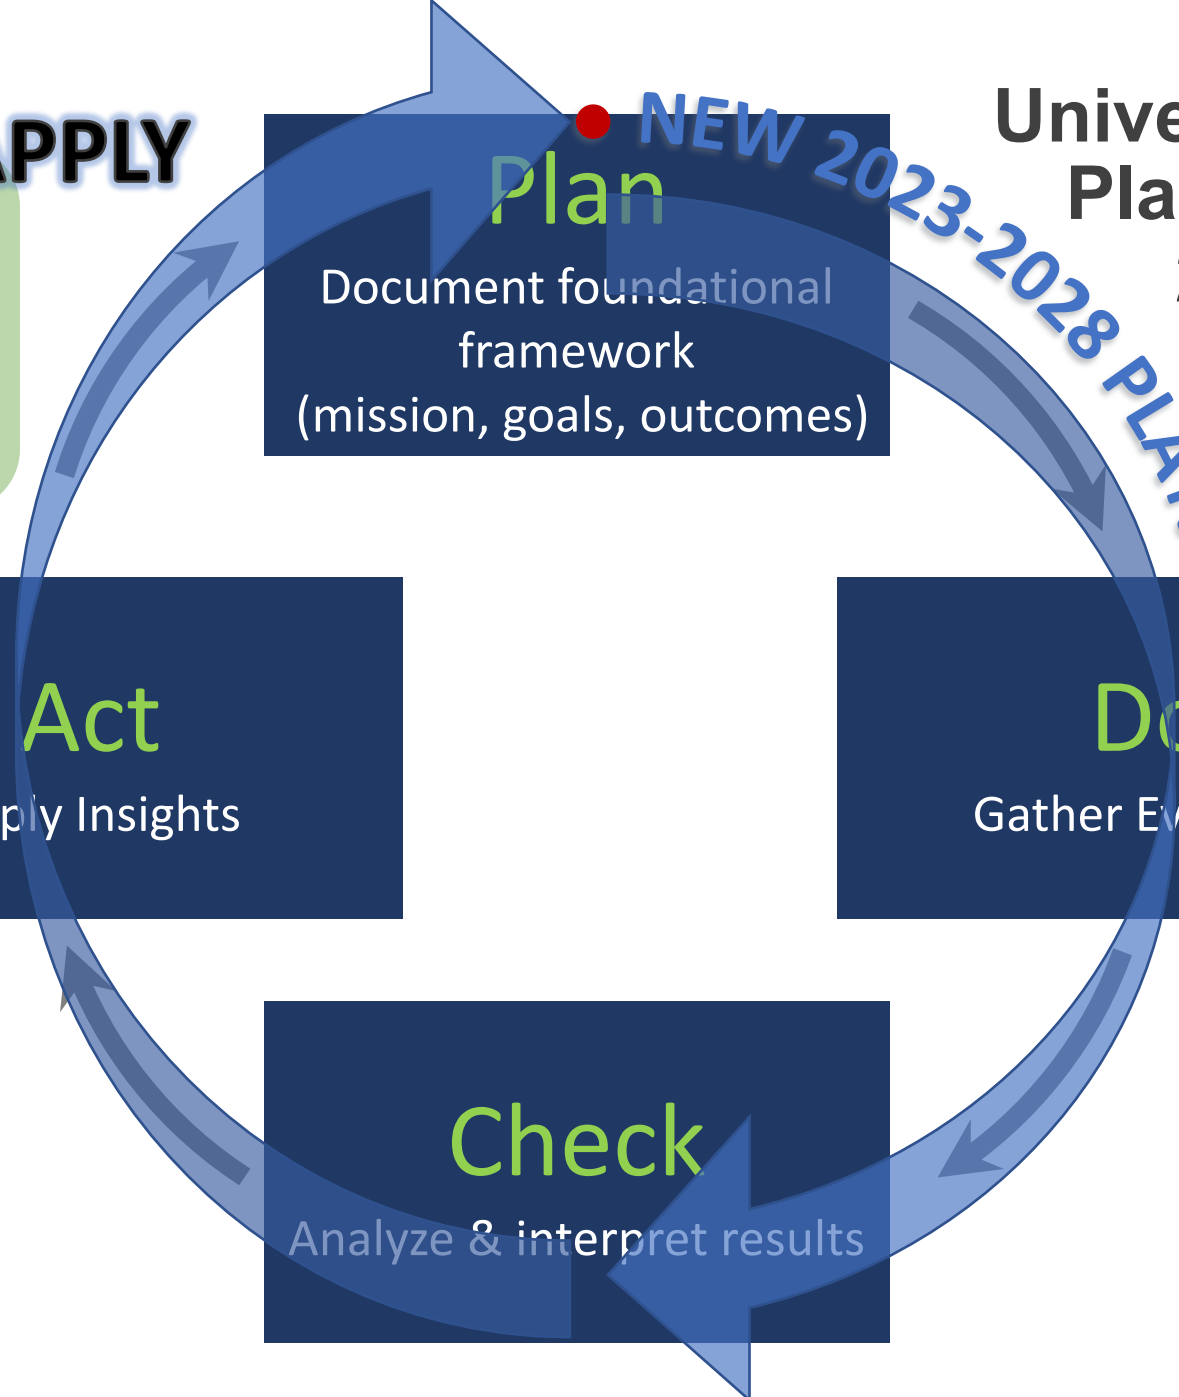 APPLY
Unive
Pla
NEW 2023-2028 PLAN
Plan
Document foundational
framework
(mission, goals, outcomes)
Act
ply Insights
Do
Gather Ev
Check
Analyze & interpret results